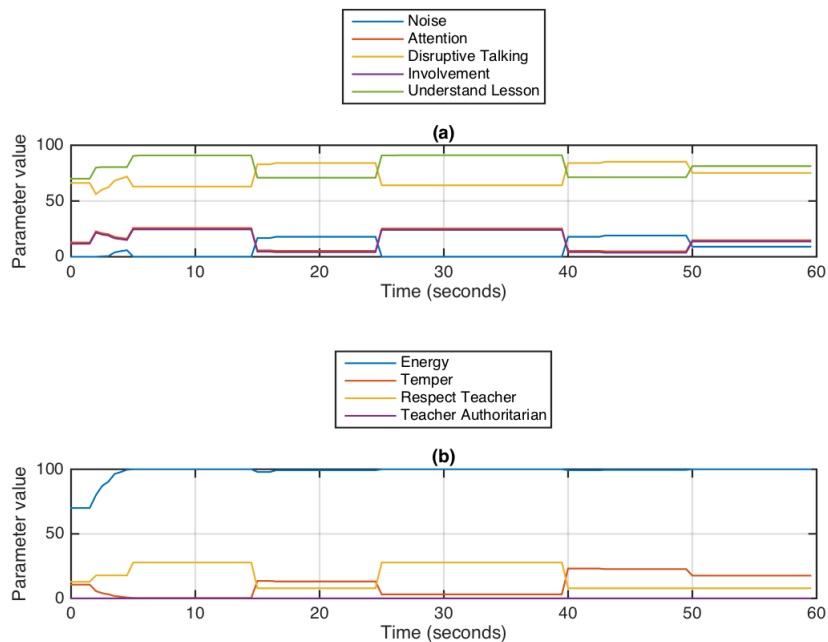 Noise
Attention
Disruptive Talking
Involvement
Understand Lesson
(a)
100
50
0
Parameter value
0 10 20 30 40 50 60
Time (seconds)
Energy
Temper
Respect Teacher
Teacher Authoritarian
(b)
100
50
0
Parameter value
0 10 20 30 40 50 60
Time (seconds)